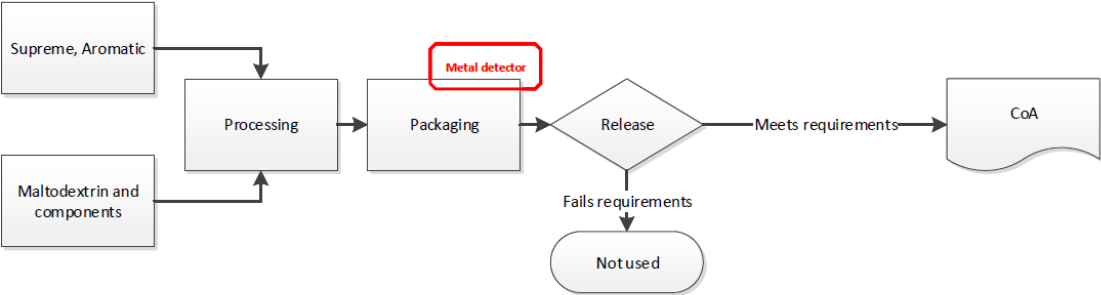 Supreme, Aromatic
Metal detector
Processing
Packaging
Release
Meets requirements
CoA
Maltodextrin and
components
Fails requirements
Not used